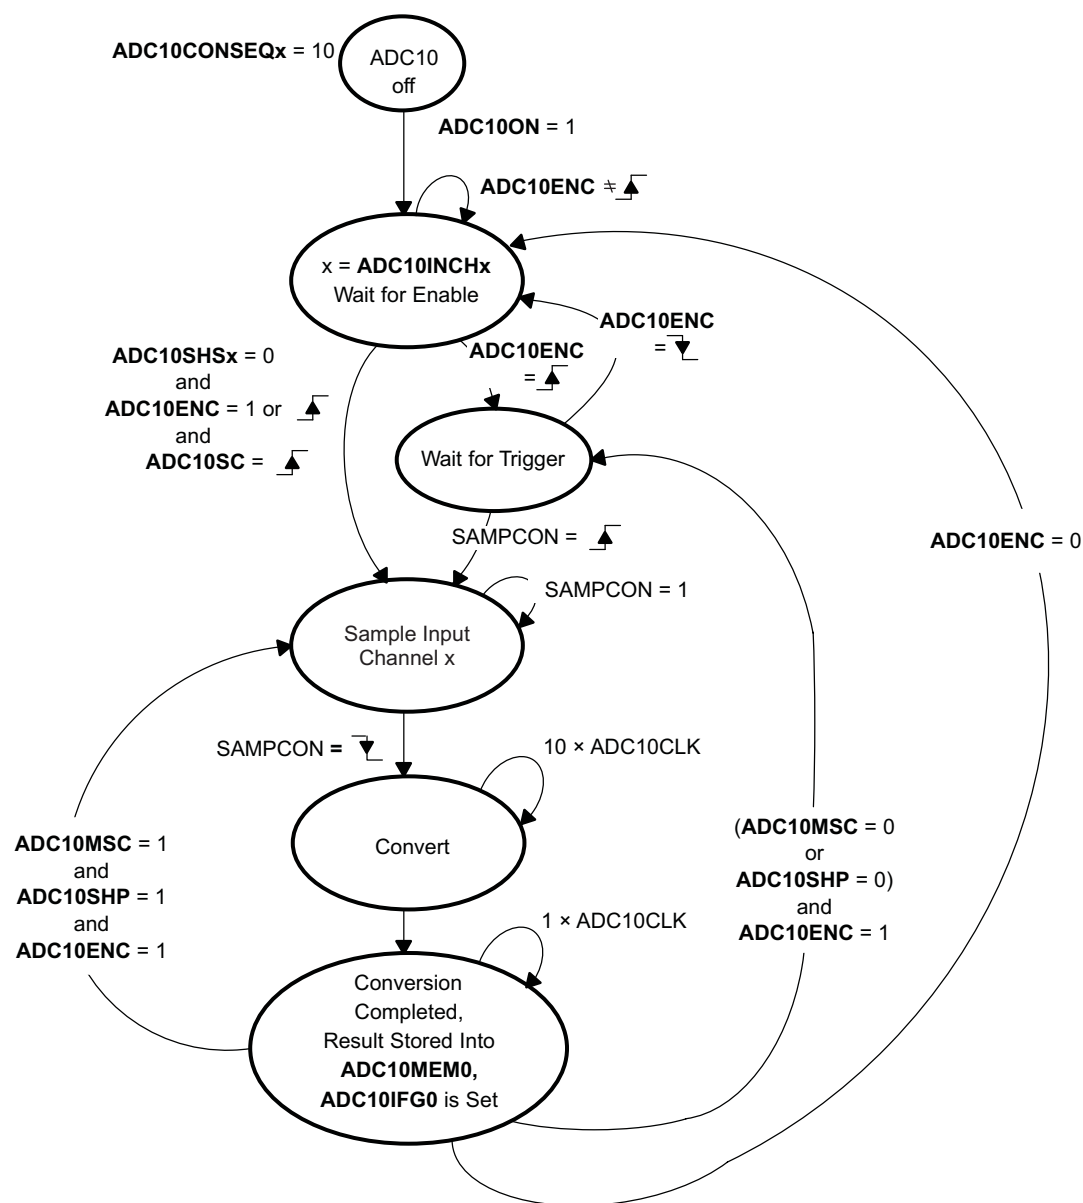 ADC10CONSEQx = 10
ADC10
off
ADC10ON = 1
ADC10ENC ≠
x = ADC10INCHx
Wait for Enable
ADC10ENC
=
ADC10ENC
=
ADC10SHSx = 0
and
ADC10ENC = 1 or
and
ADC10SC =
Wait for Trigger
SAMPCON =
ADC10ENC = 0
SAMPCON = 1
Sample Input
Channel x
SAMPCON =
10 × ADC10CLK
Convert
ADC10MSC = 1
and
ADC10SHP = 1
and
ADC10ENC = 1
(ADC10MSC = 0
or
ADC10SHP = 0)
and
ADC10ENC = 1
1 × ADC10CLK
Conversion
Completed,
Result Stored Into
ADC10MEM0,
ADC10IFG0 is Set